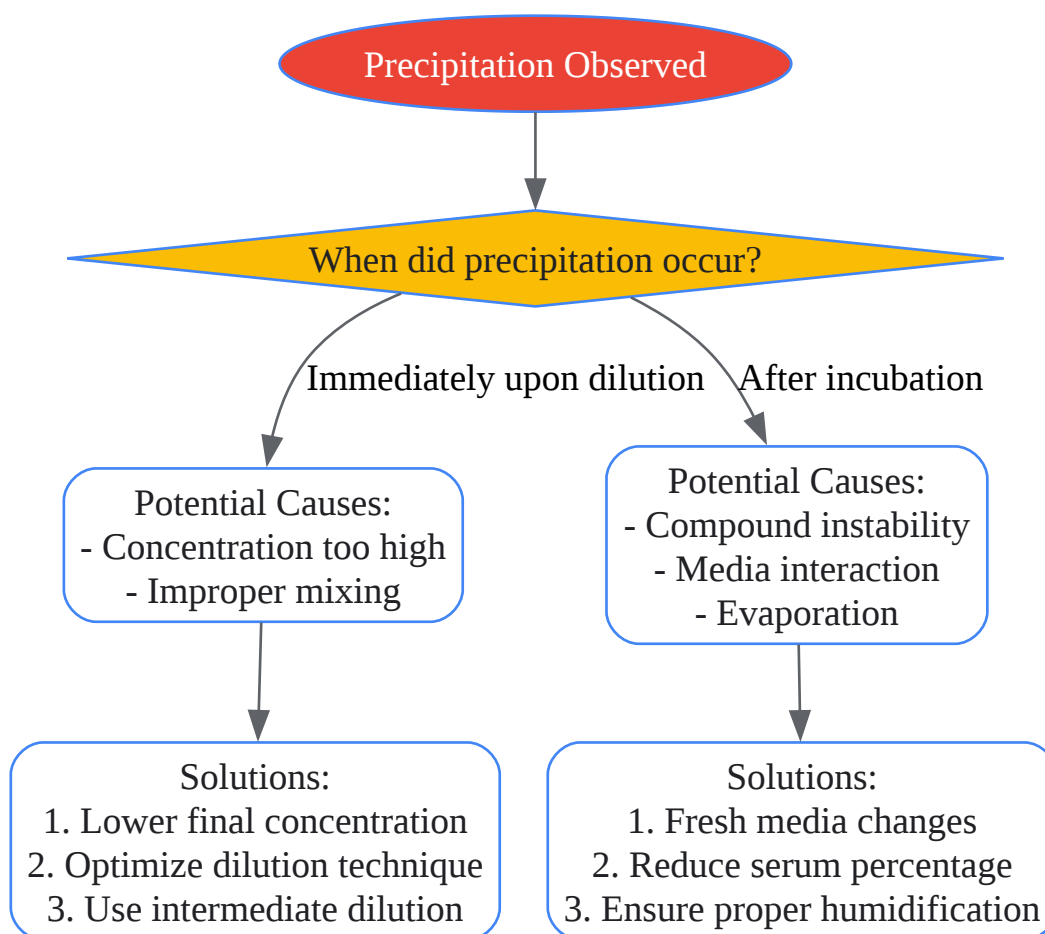 Precipitation Observed
When did precipitation occur?
Immediately upon dilution
After incubation
Potential Causes:
- Concentration too high
- Improper mixing
Potential Causes:
- Compound instability
- Media interaction
- Evaporation
Solutions:
1. Lower final concentration
2. Optimize dilution technique
3. Use intermediate dilution
Solutions:
1. Fresh media changes
2. Reduce serum percentage
3. Ensure proper humidification